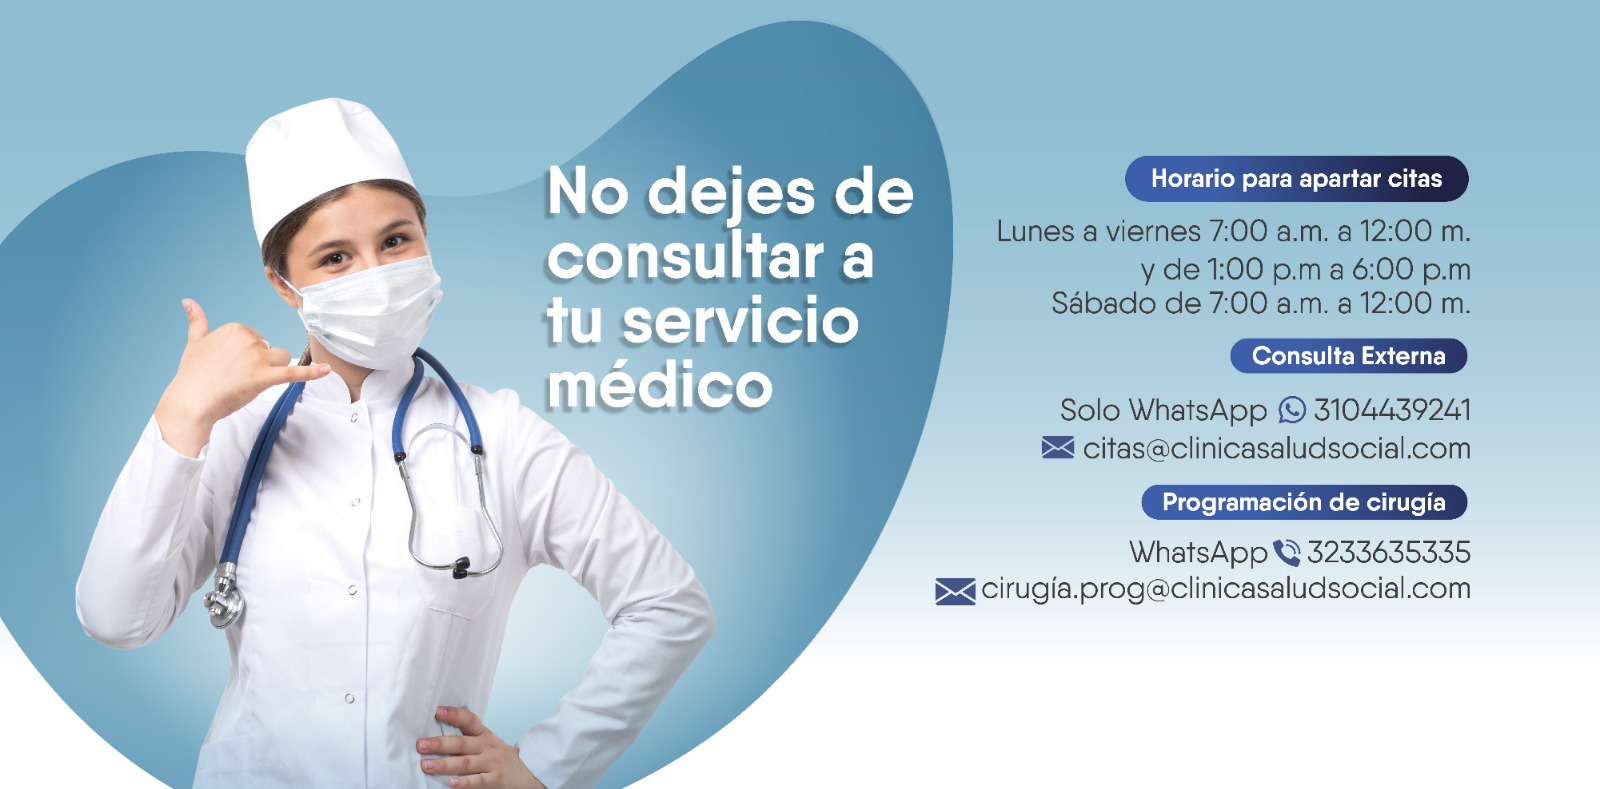 No dejes de
consultar a
tu servicio
médico
Horario para apartar citas
Lunes a viernes 7:00 a.m. a 12:00 m.
y de 1:00 p.m a 6:00 p.m
Sábado de 7:00 a.m. a 12:00 m.
Consulta Externa
Solo WhatsApp 3104439241
citas@clinicasaludsocial.com
Programación de cirugía
WhatsApp 3233635335
cirugía.prog@clinicasaludsocial.com